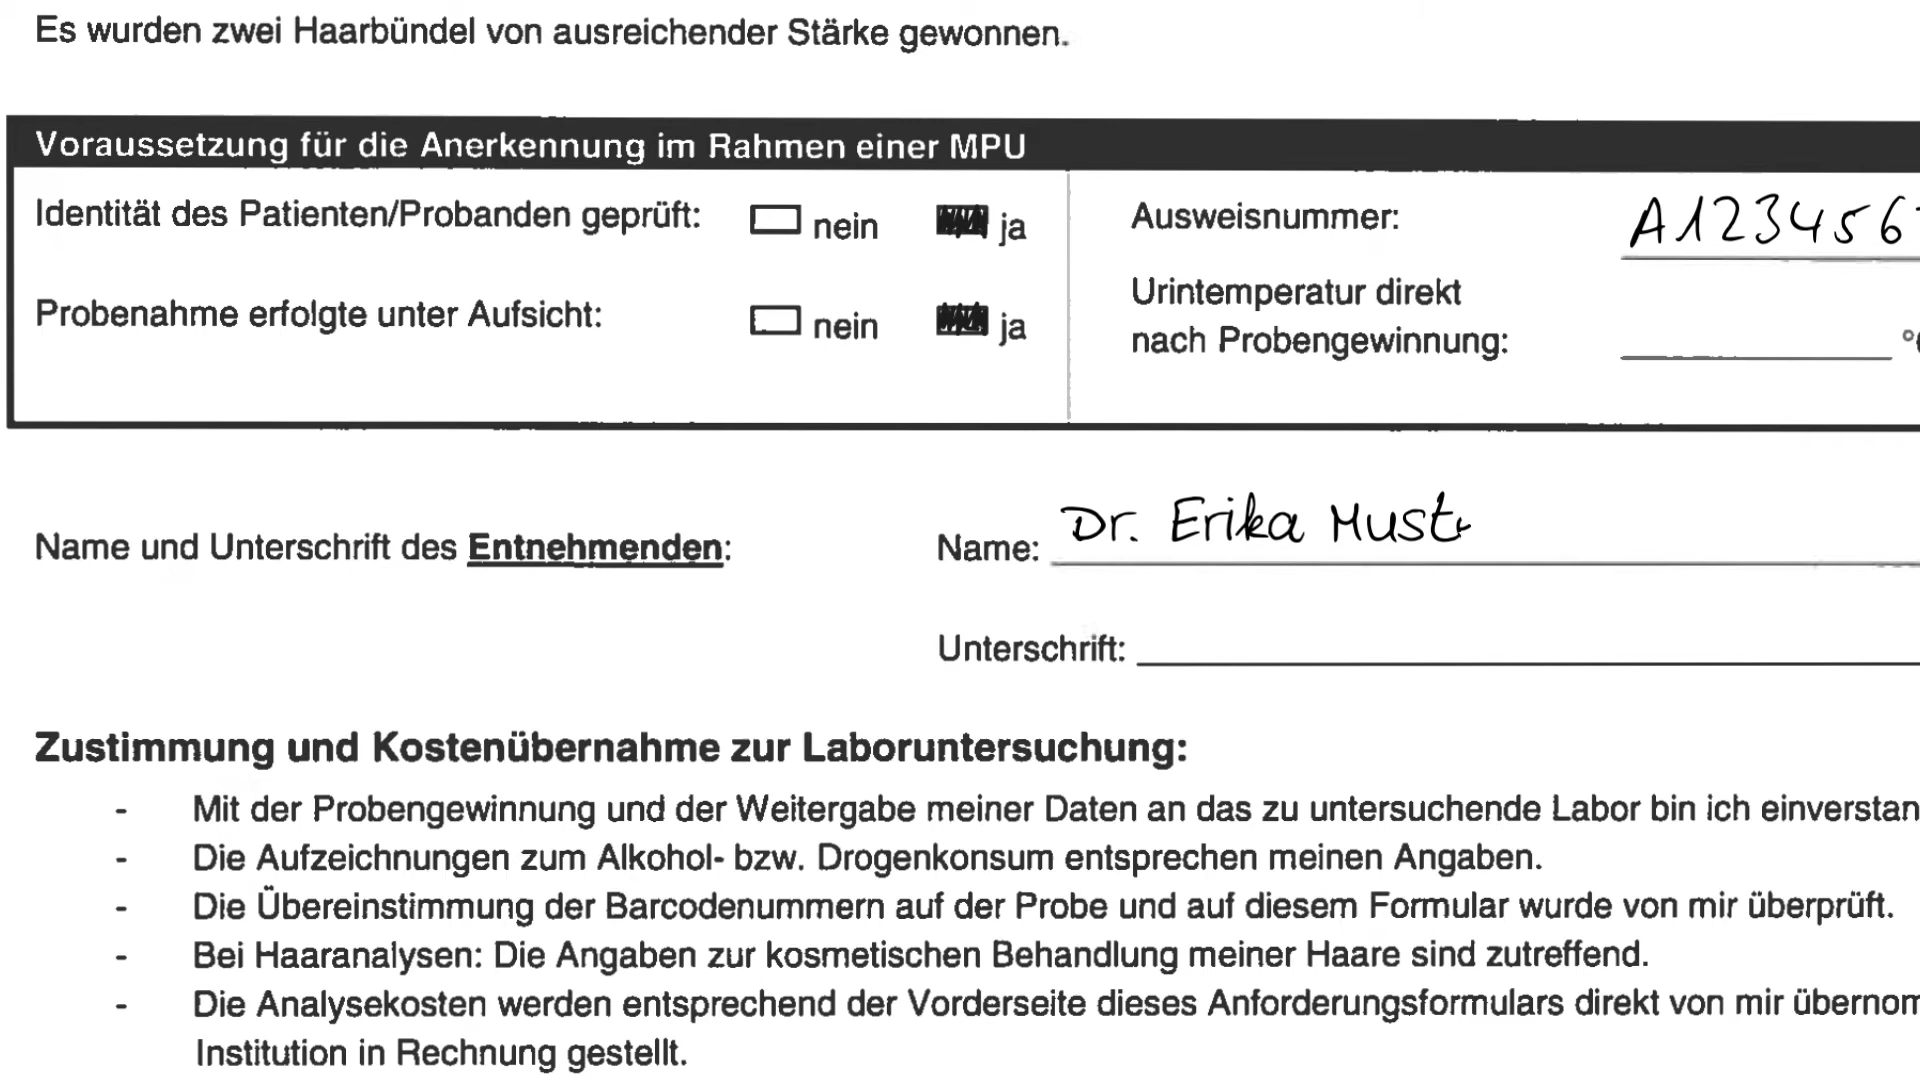 Es wurden zwei Haarbündel von ausreichender Stärke gewonnen.
Voraussetzung für die Anerkennung im Rahmen einer MPU
Identität des Patienten/Probanden geprüft: nein ja Ausweisnummer: A123456
Probenahme erfolgte unter Aufsicht: nein ja Urintemperatur direkt
nach Probengewinnung: °
Name und Unterschrift des Entnehmenden: Name: Dr. Erika Must
Unterschrift:
Zustimmung und Kostenübernahme zur Laboruntersuchung:
- Mit der Probengewinnung und der Weitergabe meiner Daten an das zu untersuchende Labor bin ich einverstan
- Die Aufzeichnungen zum Alkohol- bzw. Drogenkonsum entsprechen meinen Angaben.
- Die Übereinstimmung der Barcodenummern auf der Probe und auf diesem Formular wurde von mir überprüft.
- Bei Haaranalysen: Die Angaben zur kosmetischen Behandlung meiner Haare sind zutreffend.
- Die Analysekosten werden entsprechend der Vorderseite dieses Anforderungsformulars direkt von mir übernom
Institution in Rechnung gestellt.